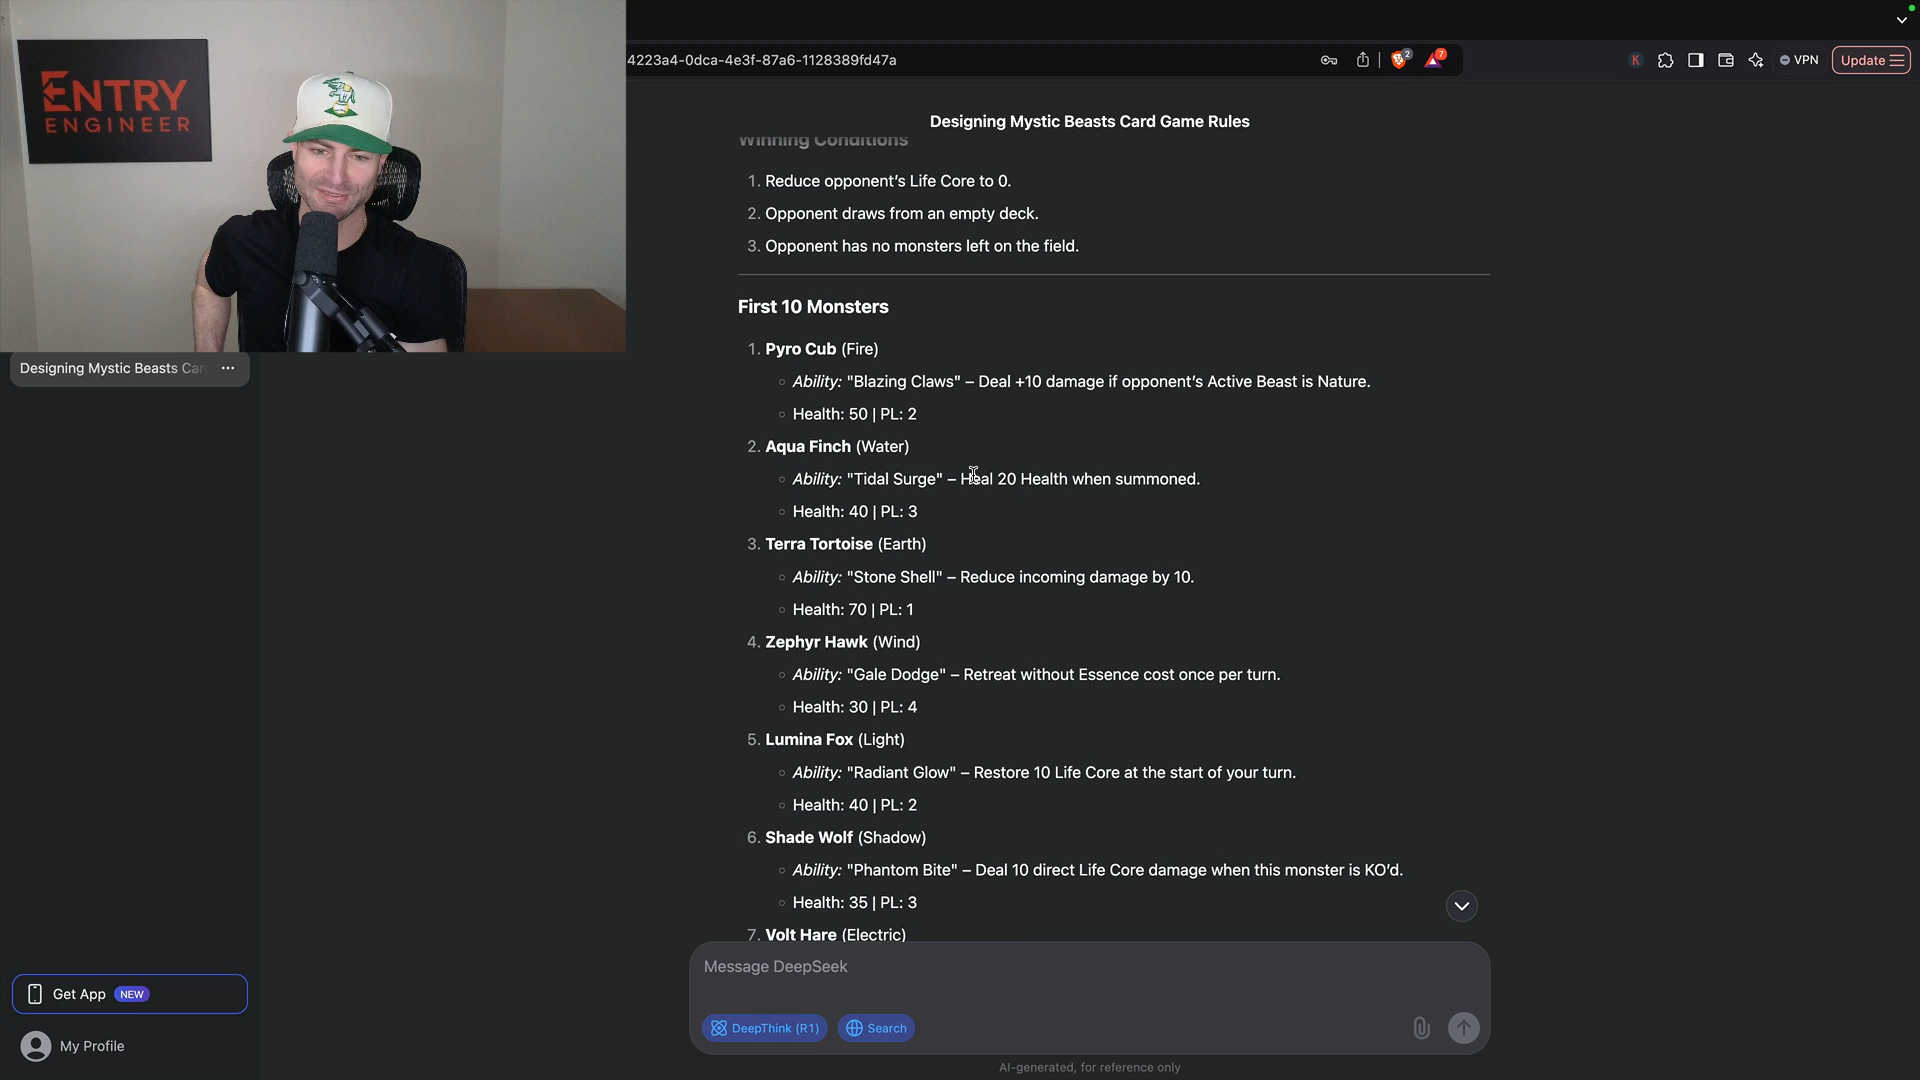 ENTRY
ENGINEER
4223a4-0dca-4e3f-87a6-1128389fd47a
2
7
K
VPN
Update
Designing Mystic Beasts Card Game Rules
Winning Conditions
1. Reduce opponent’s Life Core to 0.
2. Opponent draws from an empty deck.
3. Opponent has no monsters left on the field.
First 10 Monsters
1. Pyro Cub (Fire)
Ability: "Blazing Claws" – Deal +10 damage if opponent’s Active Beast is Nature.
Health: 50 | PL: 2
2. Aqua Finch (Water)
Ability: "Tidal Surge" – Heal 20 Health when summoned.
Health: 40 | PL: 3
3. Terra Tortoise (Earth)
Ability: "Stone Shell" – Reduce incoming damage by 10.
Health: 70 | PL: 1
4. Zephyr Hawk (Wind)
Ability: "Gale Dodge" – Retreat without Essence cost once per turn.
Health: 30 | PL: 4
5. Lumina Fox (Light)
Ability: "Radiant Glow" – Restore 10 Life Core at the start of your turn.
Health: 40 | PL: 2
6. Shade Wolf (Shadow)
Ability: "Phantom Bite" – Deal 10 direct Life Core damage when this monster is KO’d.
Health: 35 | PL: 3
7. Volt Hare (Electric)
Designing Mystic Beasts Car
Get App NEW
My Profile
Message DeepSeek
DeepThink (R1)
Search
AI-generated, for reference only